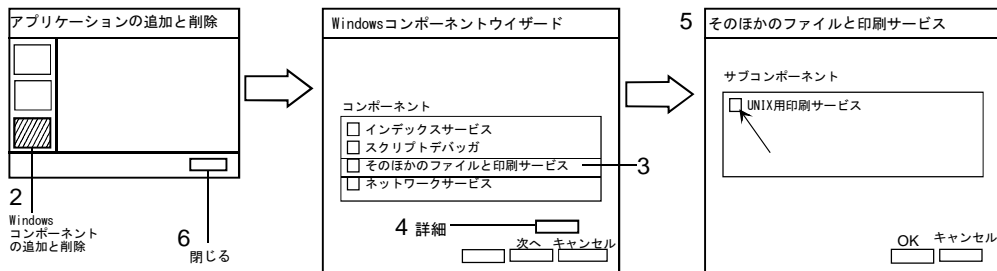 アプリケーションの追加と削除
2
Windows
コンポーネント
の追加と削除
6
閉じる
Windowsコンポーネントウイザード
コンポーネント
インデックスサービス
スクリプトデバッガ
そのほかのファイルと印刷サービス
3
ネットワークサービス
4 詳細
次へ キャンセル
5
そのほかのファイルと印刷サービス
サブコンポーネント
UNIX用印刷サービス
OK キャンセル